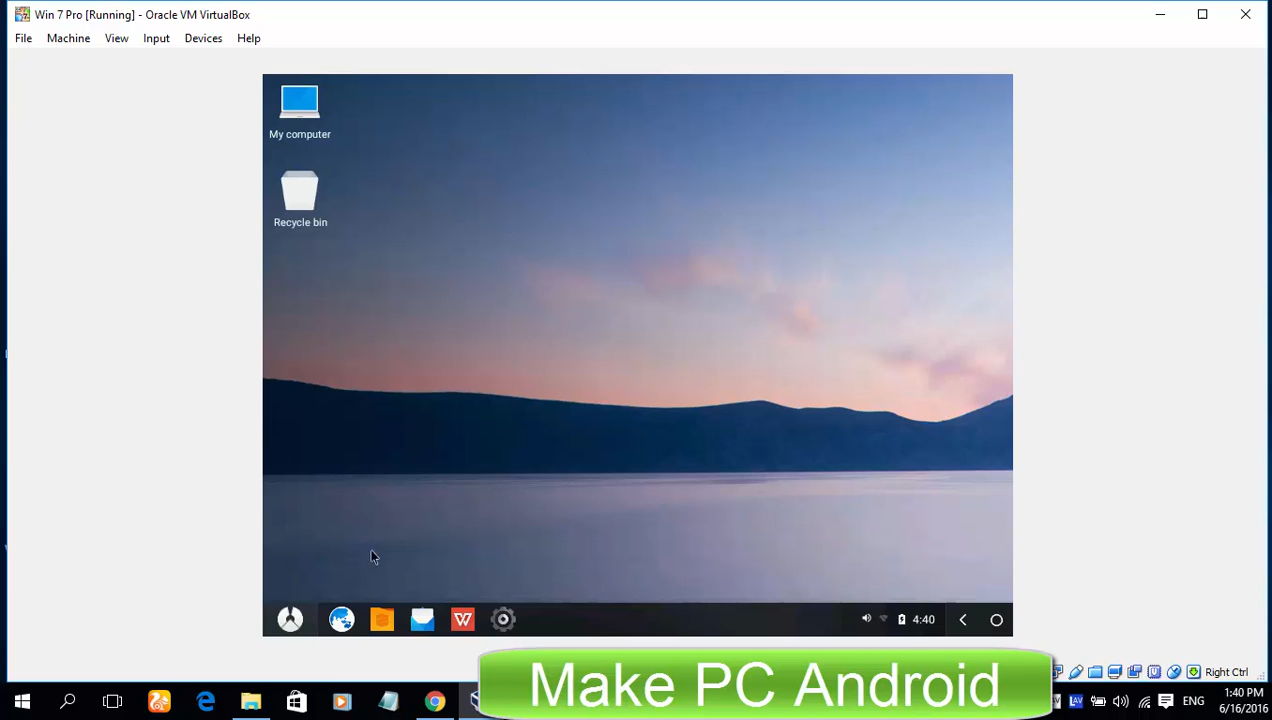 Win 7 Pro [Running] - Oracle VM VirtualBox
File Machine View Input Devices Help
My computer
Recycle bin
W
4:40
Make PC Android
Right Ctrl
AV
ENG
1:40 PM
6/16/2016